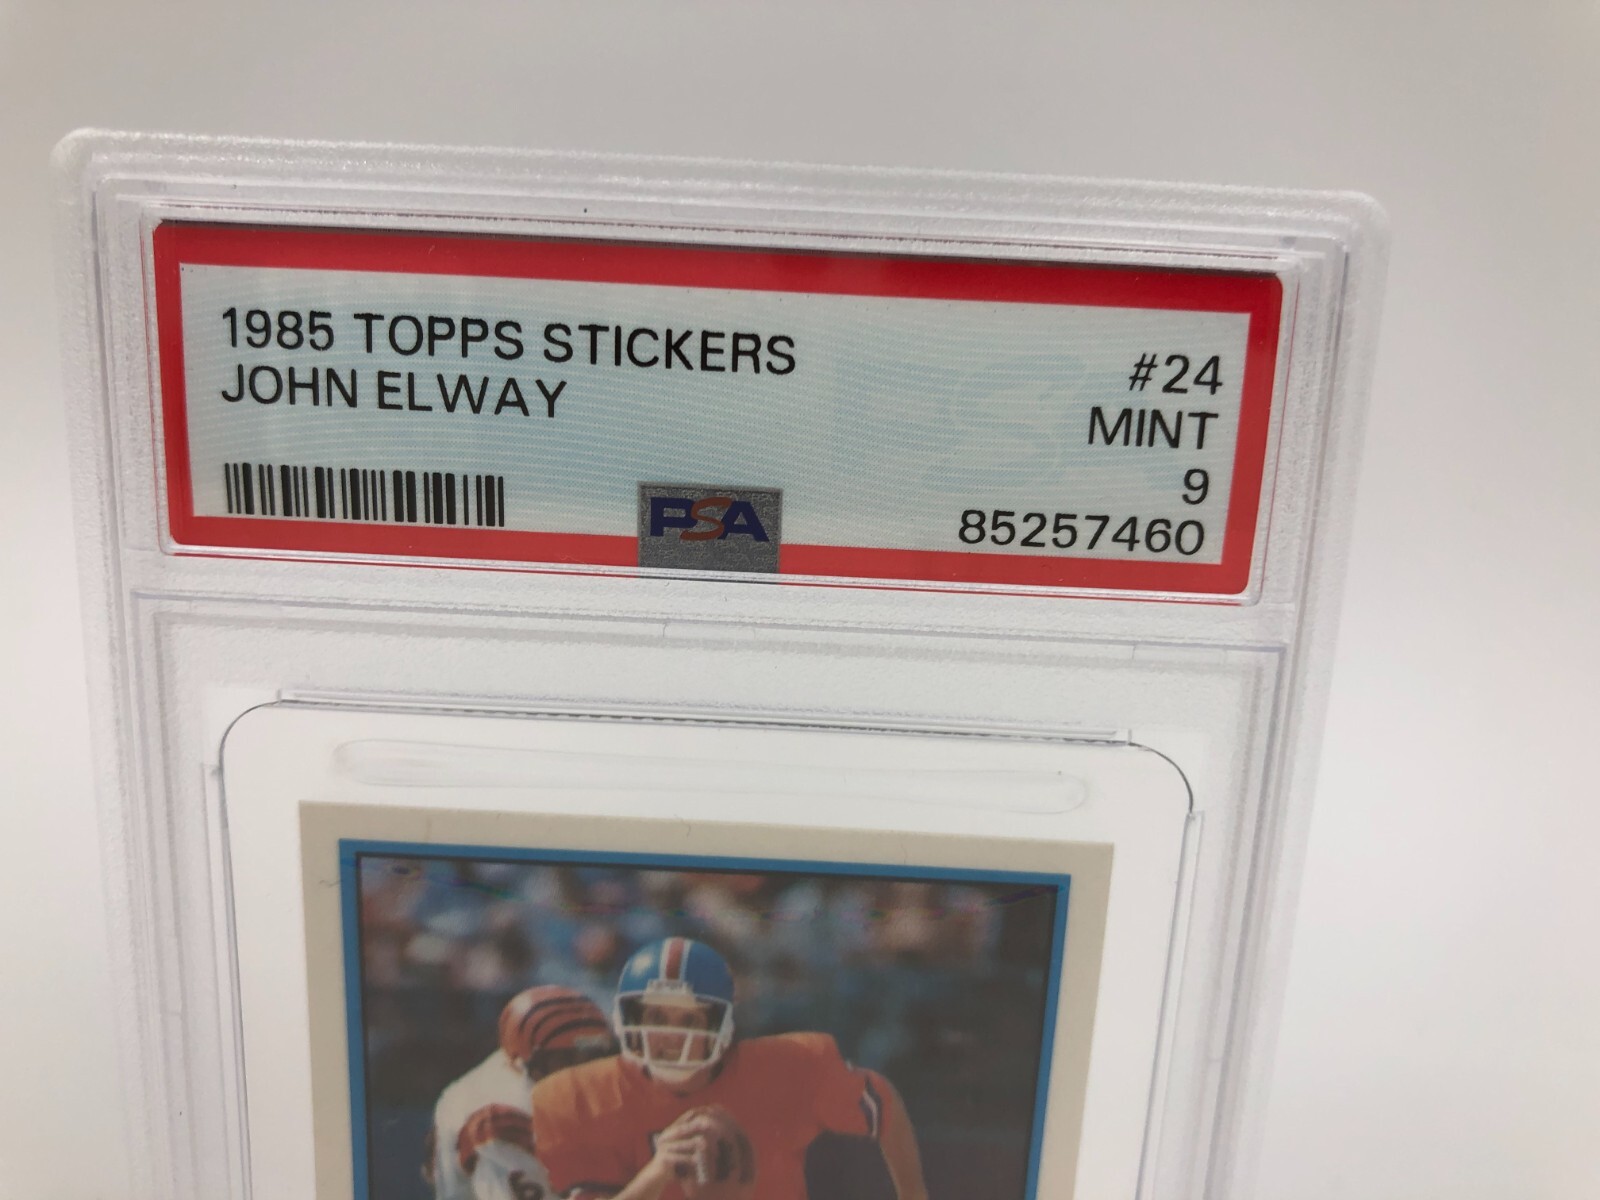 1985 TOPPS STICKERS
JOHN ELWAY
#24
MINT
9
85257460
PSA